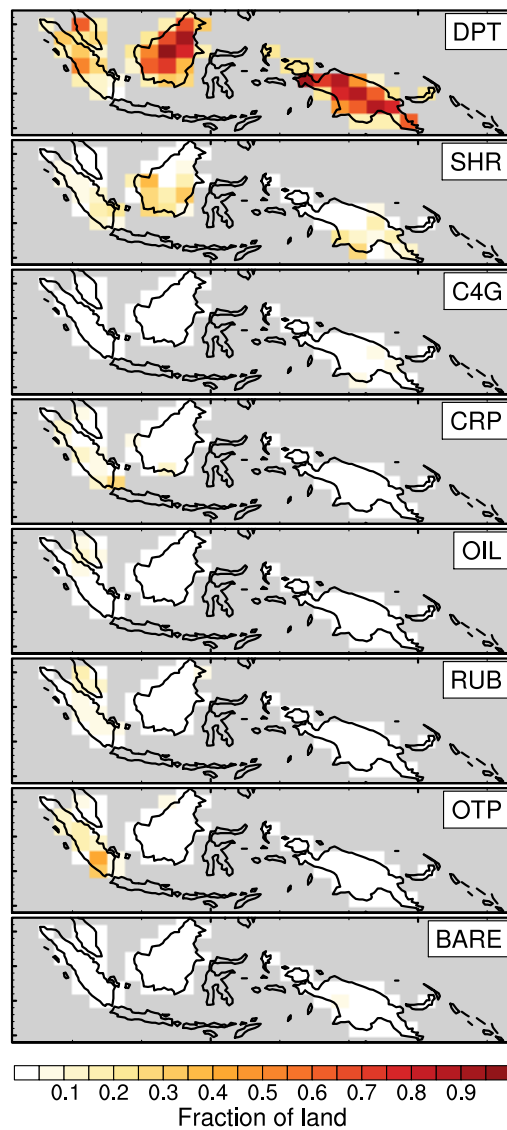 DPT
SHR
C4G
CRP
OIL
RUB
OTP
BARE
0.1 0.2 0.3 0.4 0.5 0.6 0.7 0.8 0.9
Fraction of land